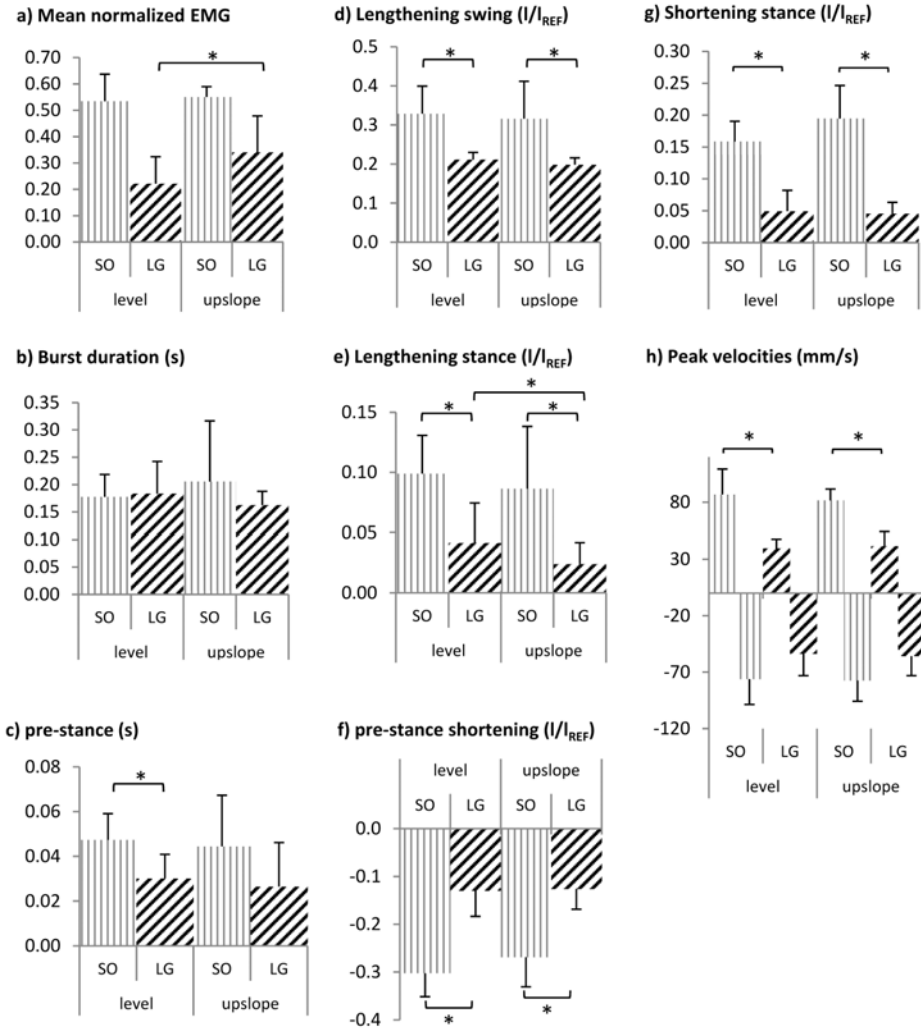 a) Mean normalized EMG
*
0.70
0.60
0.50
0.40
0.30
0.20
0.10
0.00
SO LG SO LG
level upslope
b) Burst duration (s)
0.35
0.30
0.25
0.20
0.15
0.10
0.05
0.00
SO LG SO LG
level upslope
c) pre-stance (s)
0.08
*
0.06
0.04
0.02
0.00
SO LG SO LG
level upslope
d) Lengthening swing (l/lREF)
0.5
* *
0.4
0.3
0.2
0.1
0.0
SO LG SO LG
level upslope
e) Lengthening stance (l/lREF)
*
0.15
* *
0.10
0.05
0.00
SO LG SO LG
level upslope
f) pre-stance shortening (l/lREF)
level upslope
SO LG SO LG
0.0
-0.1
-0.2
-0.3
-0.4
* *
g) Shortening stance (l/lREF)
0.30
* *
0.25
0.20
0.15
0.10
0.05
0.00
SO LG SO LG
level upslope
h) Peak velocities (mm/s)
* *
80
30
-20
-70
-120
SO LG SO LG
level upslope